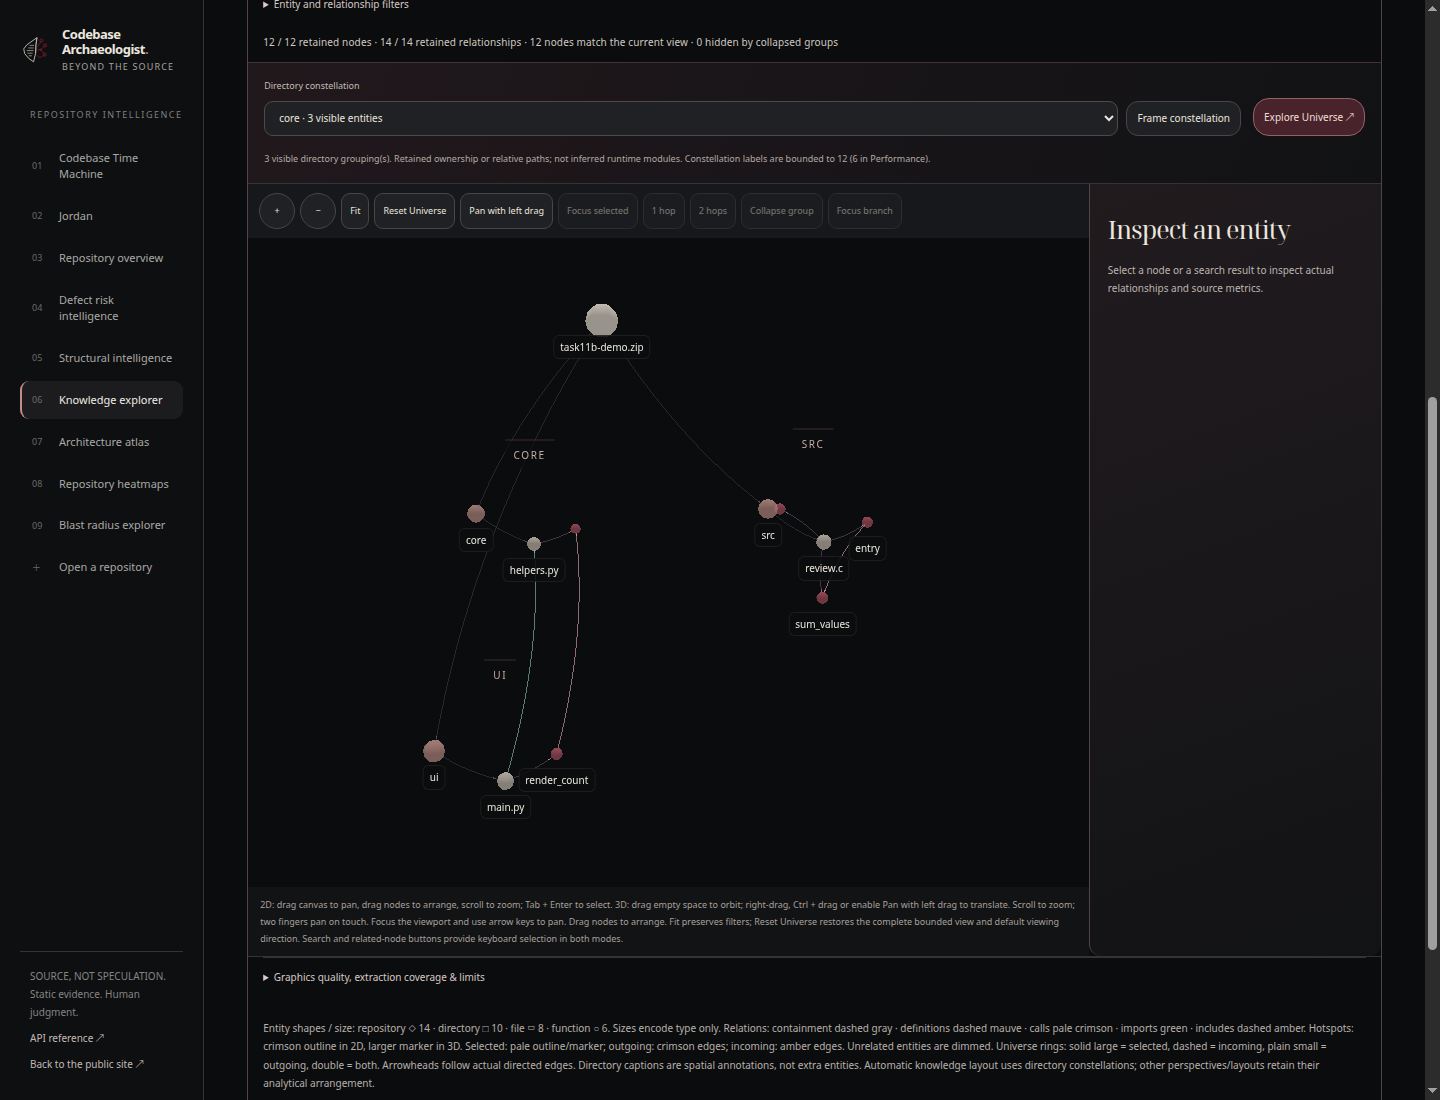 Codebase
Archaeologist.
BEYOND THE SOURCE
REPOSITORY INTELLIGENCE
01 Codebase Time Machine
02 Jordan
03 Repository overview
04 Defect risk intelligence
05 Structural intelligence
06 Knowledge explorer
07 Architecture atlas
08 Repository heatmaps
09 Blast radius explorer
+ Open a repository
SOURCE, NOT SPECULATION.
Static evidence. Human
judgment.
API reference ↗
Back to the public site ↗
▶ Entity and relationship filters
12 / 12 retained nodes · 14 / 14 retained relationships · 12 nodes match the current view · 0 hidden by collapsed groups
Directory constellation
core · 3 visible entities
Frame constellation
Explore Universe ↗
3 visible directory grouping(s). Retained ownership or relative paths; not inferred runtime modules. Constellation labels are bounded to 12 (6 in Performance).
+ − Fit Reset Universe Pan with left drag Focus selected 1 hop 2 hops Collapse group Focus branch
task11b-demo.zip
CORE
SRC
core
helpers.py
src
entry
review.c
sum_values
UI
ui
render_count
main.py
Inspect an entity
Select a node or a search result to inspect actual
relationships and source metrics.
2D: drag canvas to pan, drag nodes to arrange, scroll to zoom; Tab + Enter to select. 3D: drag empty space to orbit; right-drag, Ctrl + drag or enable Pan with left drag to translate. Scroll to zoom;
two fingers pan on touch. Focus the viewport and use arrow keys to pan. Drag nodes to arrange. Fit preserves filters; Reset Universe restores the complete bounded view and default viewing
direction. Search and related-node buttons provide keyboard selection in both modes.
▶ Graphics quality, extraction coverage & limits
Entity shapes / size: repository ◇ 14 · directory □ 10 · file ▭ 8 · function ○ 6. Sizes encode type only. Relations: containment dashed gray · definitions dashed mauve · calls pale crimson · imports green · includes dashed amber. Hotspots:
crimson outline in 2D, larger marker in 3D. Selected: pale outline/marker; outgoing: crimson edges; incoming: amber edges. Unrelated entities are dimmed. Universe rings: solid large = selected, dashed = incoming, plain small =
outgoing, double = both. Arrowheads follow actual directed edges. Directory captions are spatial annotations, not extra entities. Automatic knowledge layout uses directory constellations; other perspectives/layouts retain their
analytical arrangement.